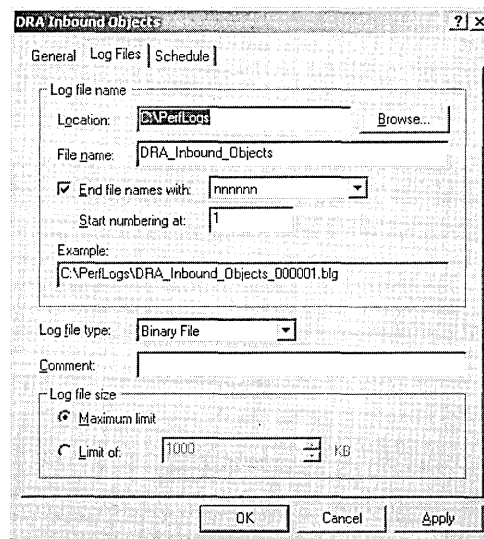 DRA Inbound Objects ? ×
General Log Files Schedule
Log file name
Location: C:\PerfLogs Browse...
File name: DRA_Inbound_Objects
End file names with: nnnnnn
Start numbering at: 1
Example:
C:\PerfLogs\DRA_Inbound_Objects_000001.blg
Log file type: Binary File
Comment:
Log file size
Maximum limit
Limit of: 1000 KB
OK Cancel Apply